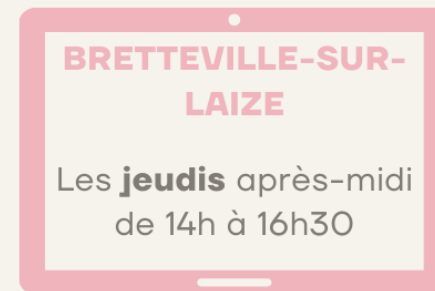 BRETTEVILLE-SUR-
LAIZE
Les jeudis après-midi
de 14h à 16h30